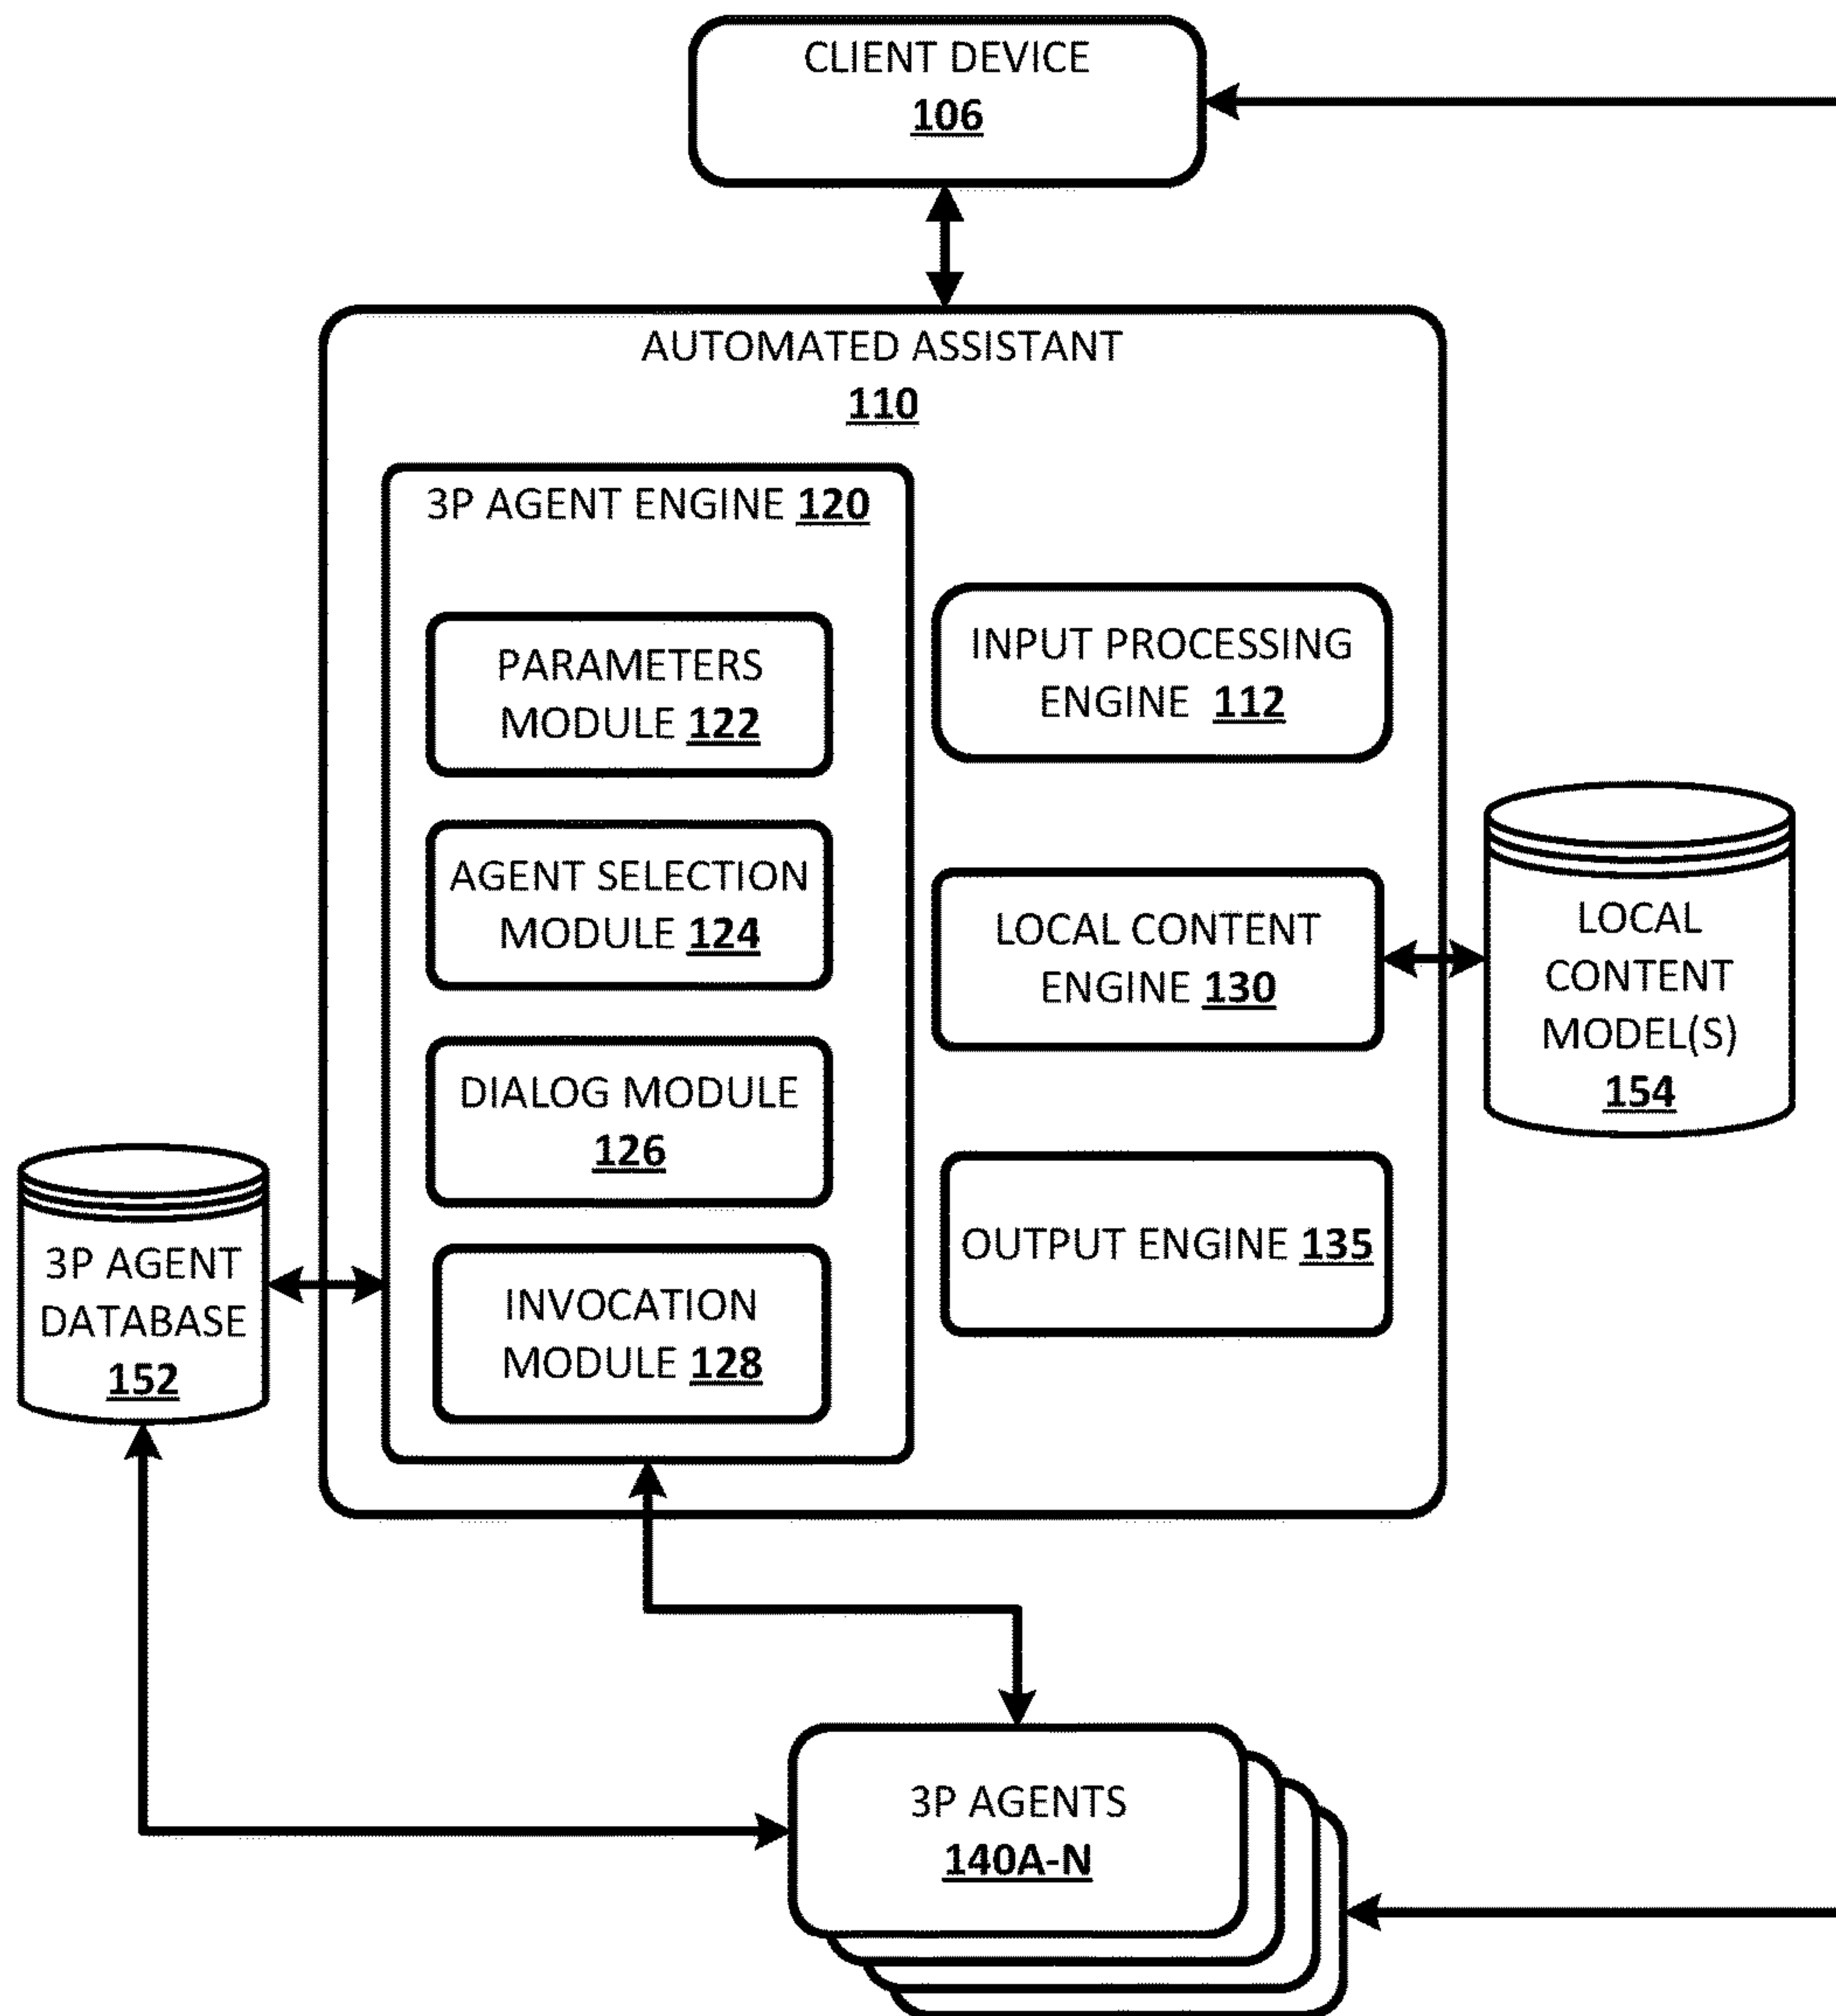 CLIENT DEVICE
106
AUTOMATED ASSISTANT
110
3P AGENT ENGINE 120
PARAMETERS
MODULE 122
AGENT SELECTION
MODULE 124
DIALOG MODULE
126
INVOCATION
MODULE 128
INPUT PROCESSING
ENGINE 112
LOCAL CONTENT
ENGINE 130
OUTPUT ENGINE 135
LOCAL
CONTENT
MODEL(S)
154
3P AGENT
DATABASE
152
3P AGENTS
140A-N